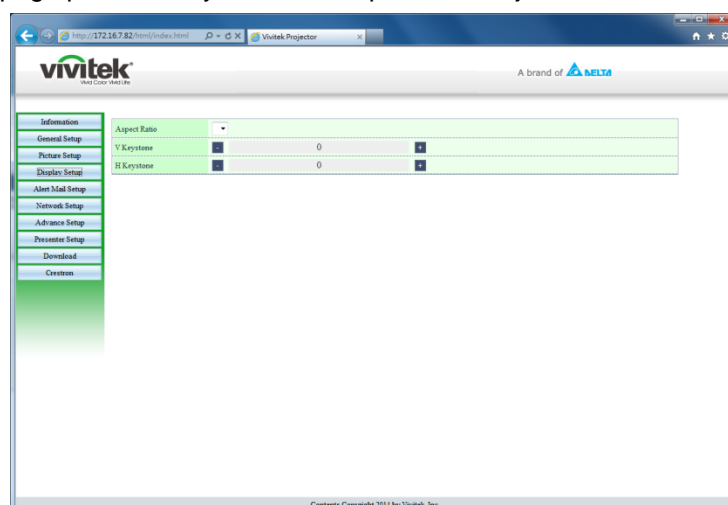 http://172.16.7.82/html/index.html
Vivitek Projector
vivitek
Vivid Color Vivid Life
A brand of DELTA
Information
General Setup
Picture Setup
Display Setup
Alert Mail Setup
Network Setup
Advance Setup
Presenter Setup
Download
Crestron
Aspect Ratio
V Keystone - 0 +
H Keystone - 0 +